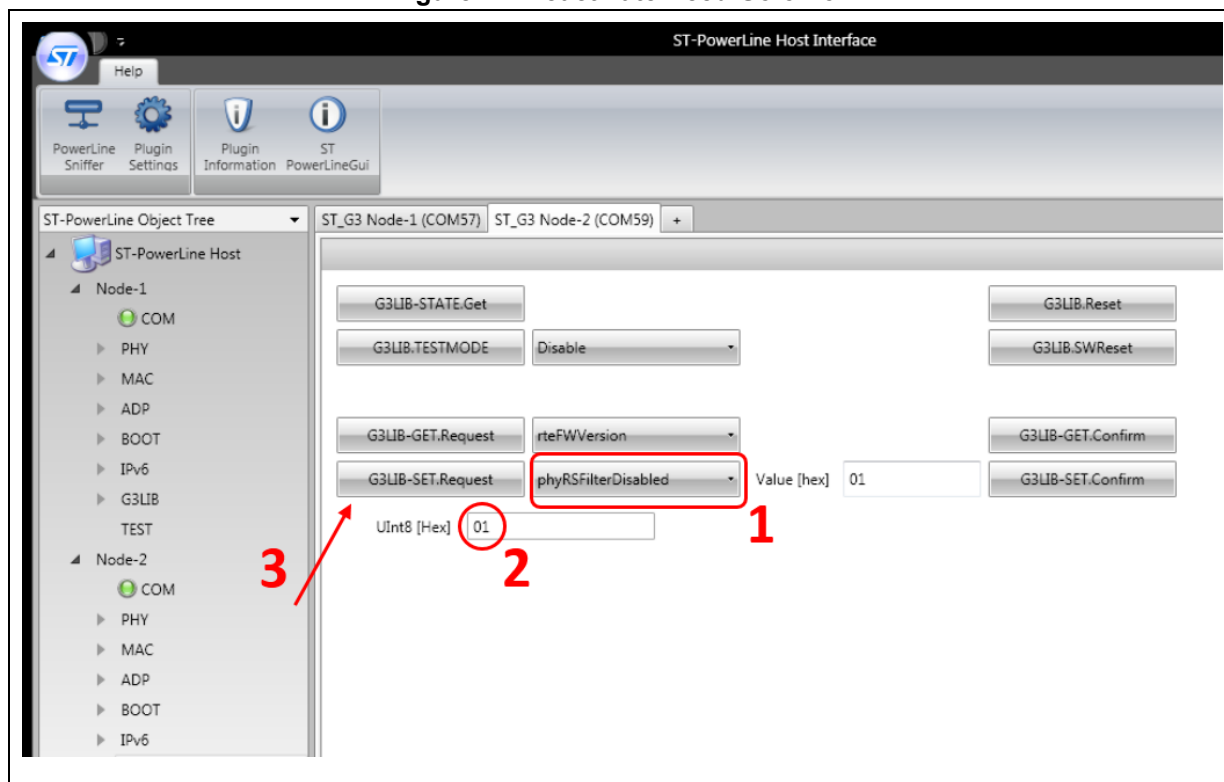 ST-PowerLine Host Interface
ST
Help
PowerLine Sniffer
Plugin Settings
Plugin Information
ST PowerLineGui
ST-PowerLine Object Tree
ST_G3 Node-1 (COM57) ST_G3 Node-2 (COM59) +
ST-PowerLine Host
Node-1
COM
PHY
MAC
ADP
BOOT
IPv6
G3LIB
TEST
Node-2
COM
PHY
MAC
ADP
BOOT
IPv6
G3LIB-STATE.Get G3LIB.Reset
G3LIB.TESTMODE Disable G3LIB.SWReset
G3LIB-GET.Request rteFWVersion G3LIB-GET.Confirm
G3LIB-SET.Request phyRSFilterDisabled Value [hex] 01 G3LIB-SET.Confirm
UInt8 [Hex] 01
1
2
3